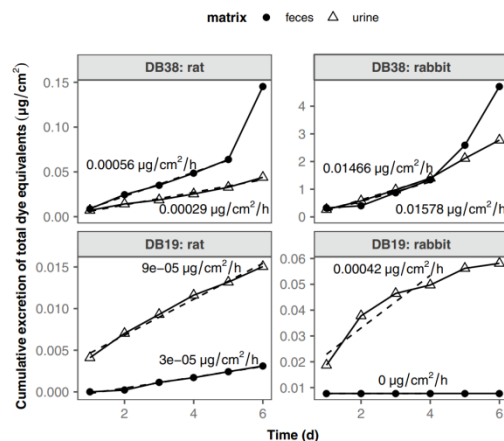 matrix feces urine
DB38: rat
DB38: rabbit
Cumulative excretion of total dye equivalents (µg/cm²)
0.15
0.10
0.05
0.00
0.00056 µg/cm²/h
0.00029 µg/cm²/h
4
3
2
1
0
0.01466 µg/cm²/h
0.01578 µg/cm²/h
DB19: rat
DB19: rabbit
0.015
0.010
0.005
0.000
9e−05 µg/cm²/h
3e−05 µg/cm²/h
2 4 6
0.06
0.05
0.04
0.03
0.02
0.01
0.00042 µg/cm²/h
0 µg/cm²/h
2 4 6
Time (d)